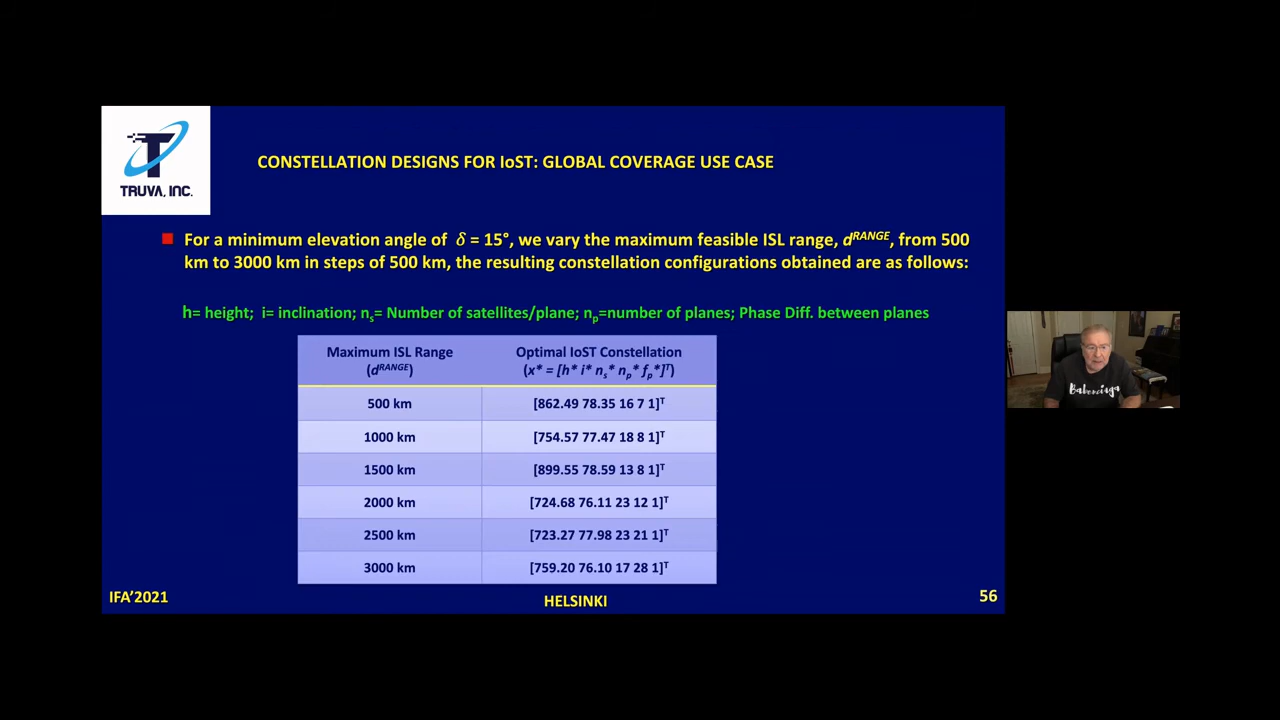 TRUVA, INC.
CONSTELLATION DESIGNS FOR IoST: GLOBAL COVERAGE USE CASE
For a minimum elevation angle of δ = 15°, we vary the maximum feasible ISL range, dRANGE, from 500
km to 3000 km in steps of 500 km, the resulting constellation configurations obtained are as follows:
h= height; i= inclination; ns= Number of satellites/plane; np=number of planes; Phase Diff. between planes
Maximum ISL Range
(dRANGE)
Optimal IoST Constellation
(x* = [h* i* ns* np* fp*]T)
500 km
[862.49 78.35 16 7 1]T
1000 km
[754.57 77.47 18 8 1]T
1500 km
[899.55 78.59 13 8 1]T
2000 km
[724.68 76.11 23 12 1]T
2500 km
[723.27 77.98 23 21 1]T
3000 km
[759.20 76.10 17 28 1]T
IFA'2021
HELSINKI
56
Balenciaga